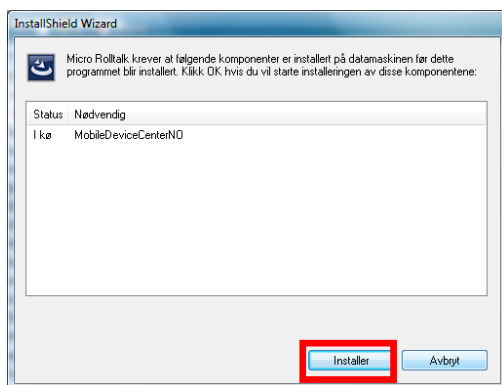 InstallShield Wizard
Micro Rolltalk krever at følgende komponenter er installert på datamaskinen før dette
programmet blir installert. Klikk OK hvis du vil starte installeringen av disse komponentene:
Status Nødvendig
I kø MobileDeviceCenterNO
Installer Avbryt